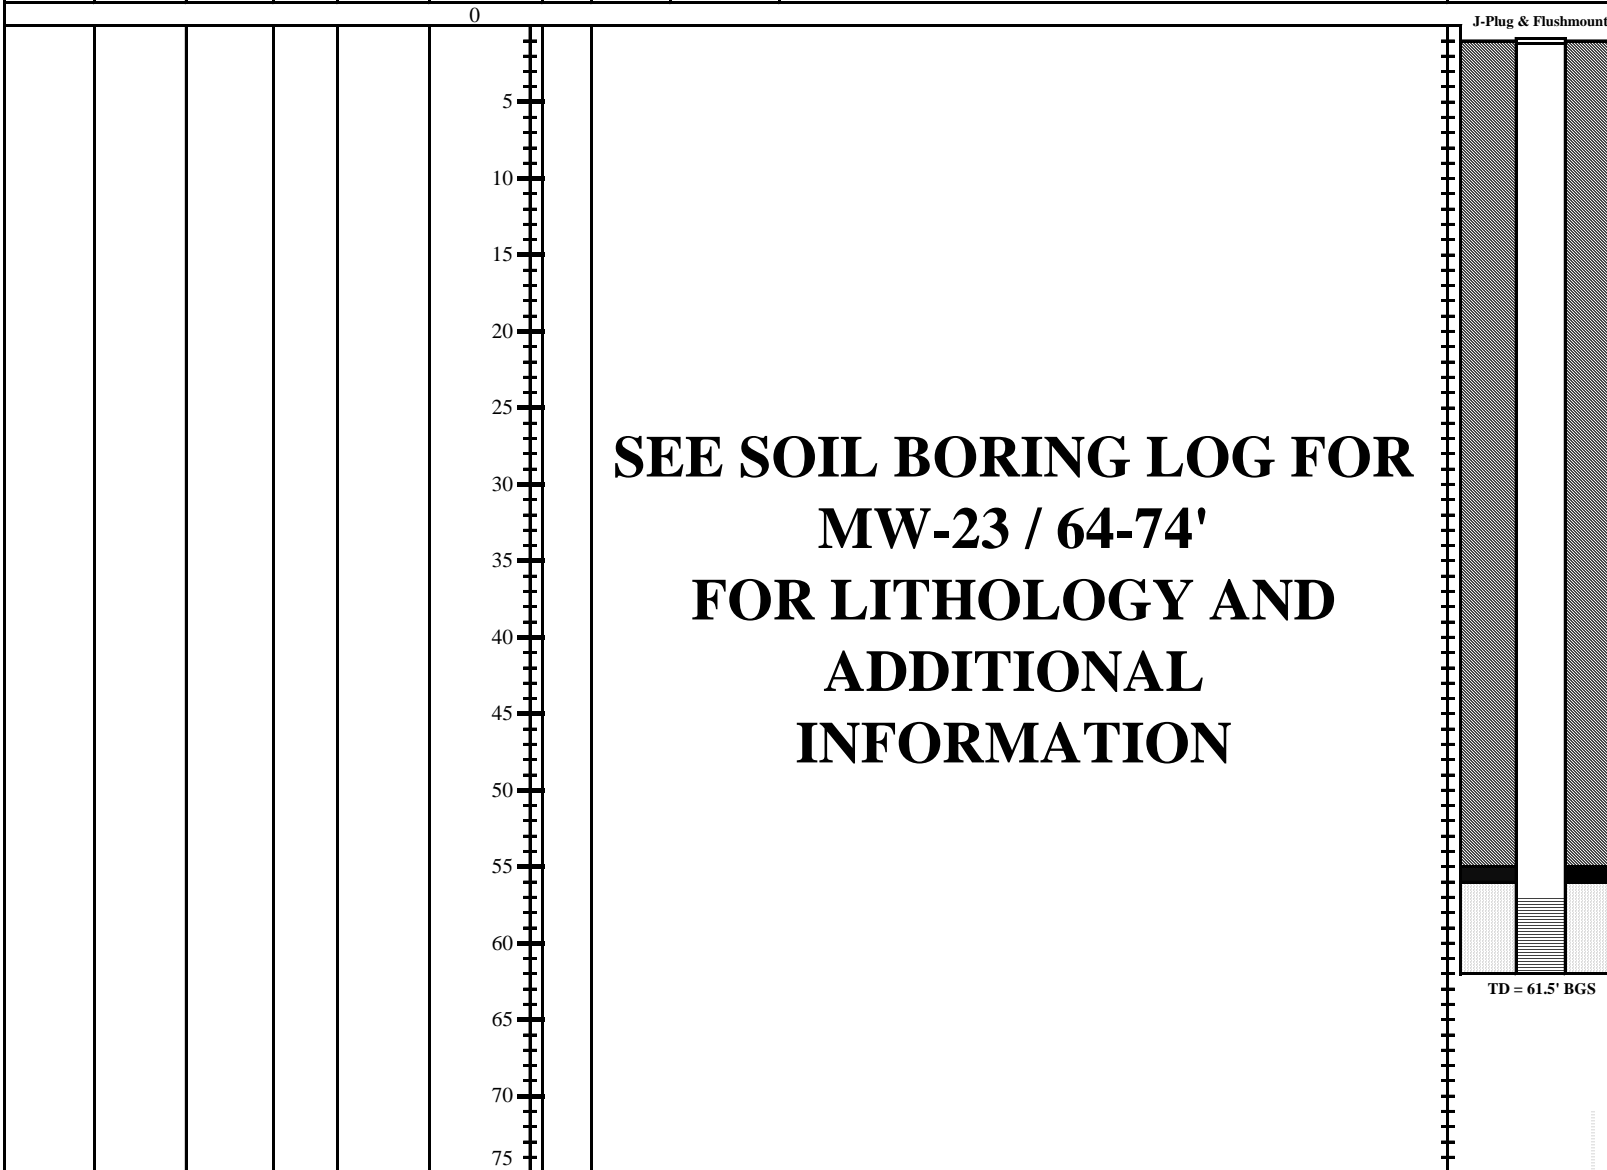 0
J-Plug & Flushmount
5
10
15
20
25
SEE SOIL BORING LOG FOR
30
MW-23 / 64-74'
35
FOR LITHOLOGY AND
40
ADDITIONAL
45
INFORMATION
50
55
60
TD = 61.5' BGS
65
70
75